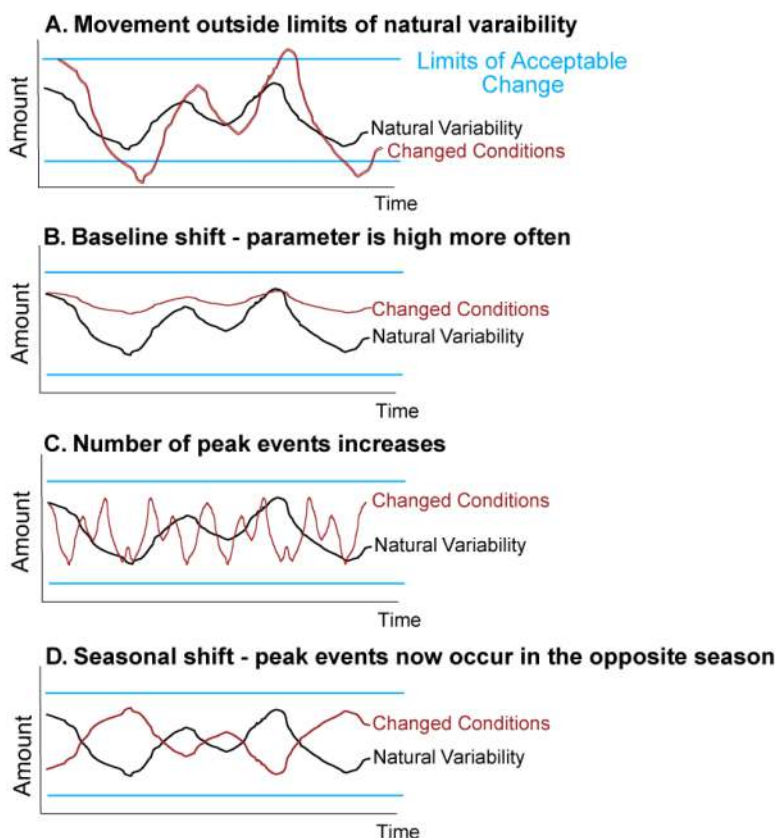 A. Movement outside limits of natural varaibility
Limits of Acceptable
Change
Amount
Natural Variability
Changed Conditions
Time
B. Baseline shift - parameter is high more often
Amount
Changed Conditions
Natural Variability
Time
C. Number of peak events increases
Amount
Changed Conditions
Natural Variability
Time
D. Seasonal shift - peak events now occur in the opposite season
Amount
Changed Conditions
Natural Variability
Time